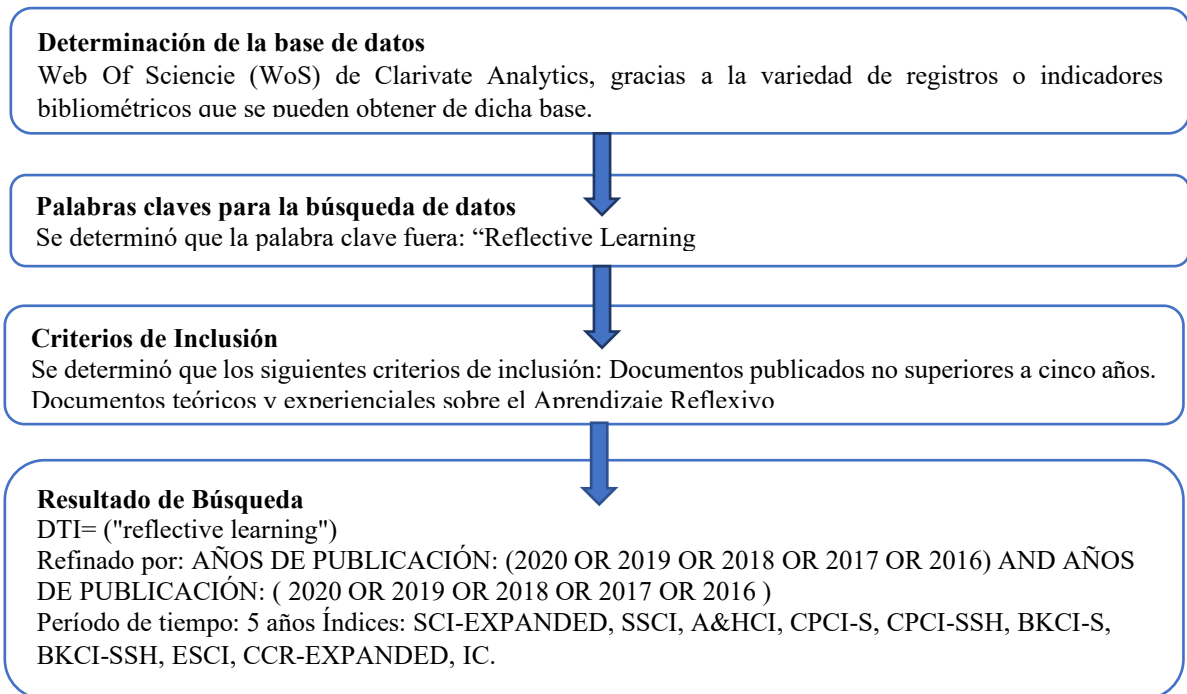 Determinación de la base de datos
Web Of Sciencie (WoS) de Clarivate Analytics, gracias a la variedad de registros o indicadores
bibliométricos que se pueden obtener de dicha base.
Palabras claves para la búsqueda de datos
Se determinó que la palabra clave fuera: “Reflective Learning
Criterios de Inclusión
Se determinó que los siguientes criterios de inclusión: Documentos publicados no superiores a cinco años.
Documentos teóricos y experienciales sobre el Aprendizaje Reflexivo
Resultado de Búsqueda
DTI= ("reflective learning")
Refinado por: AÑOS DE PUBLICACIÓN: (2020 OR 2019 OR 2018 OR 2017 OR 2016) AND AÑOS
DE PUBLICACIÓN: ( 2020 OR 2019 OR 2018 OR 2017 OR 2016 )
Período de tiempo: 5 años Índices: SCI-EXPANDED, SSCI, A&HCI, CPCI-S, CPCI-SSH, BKCI-S,
BKCI-SSH, ESCI, CCR-EXPANDED, IC.